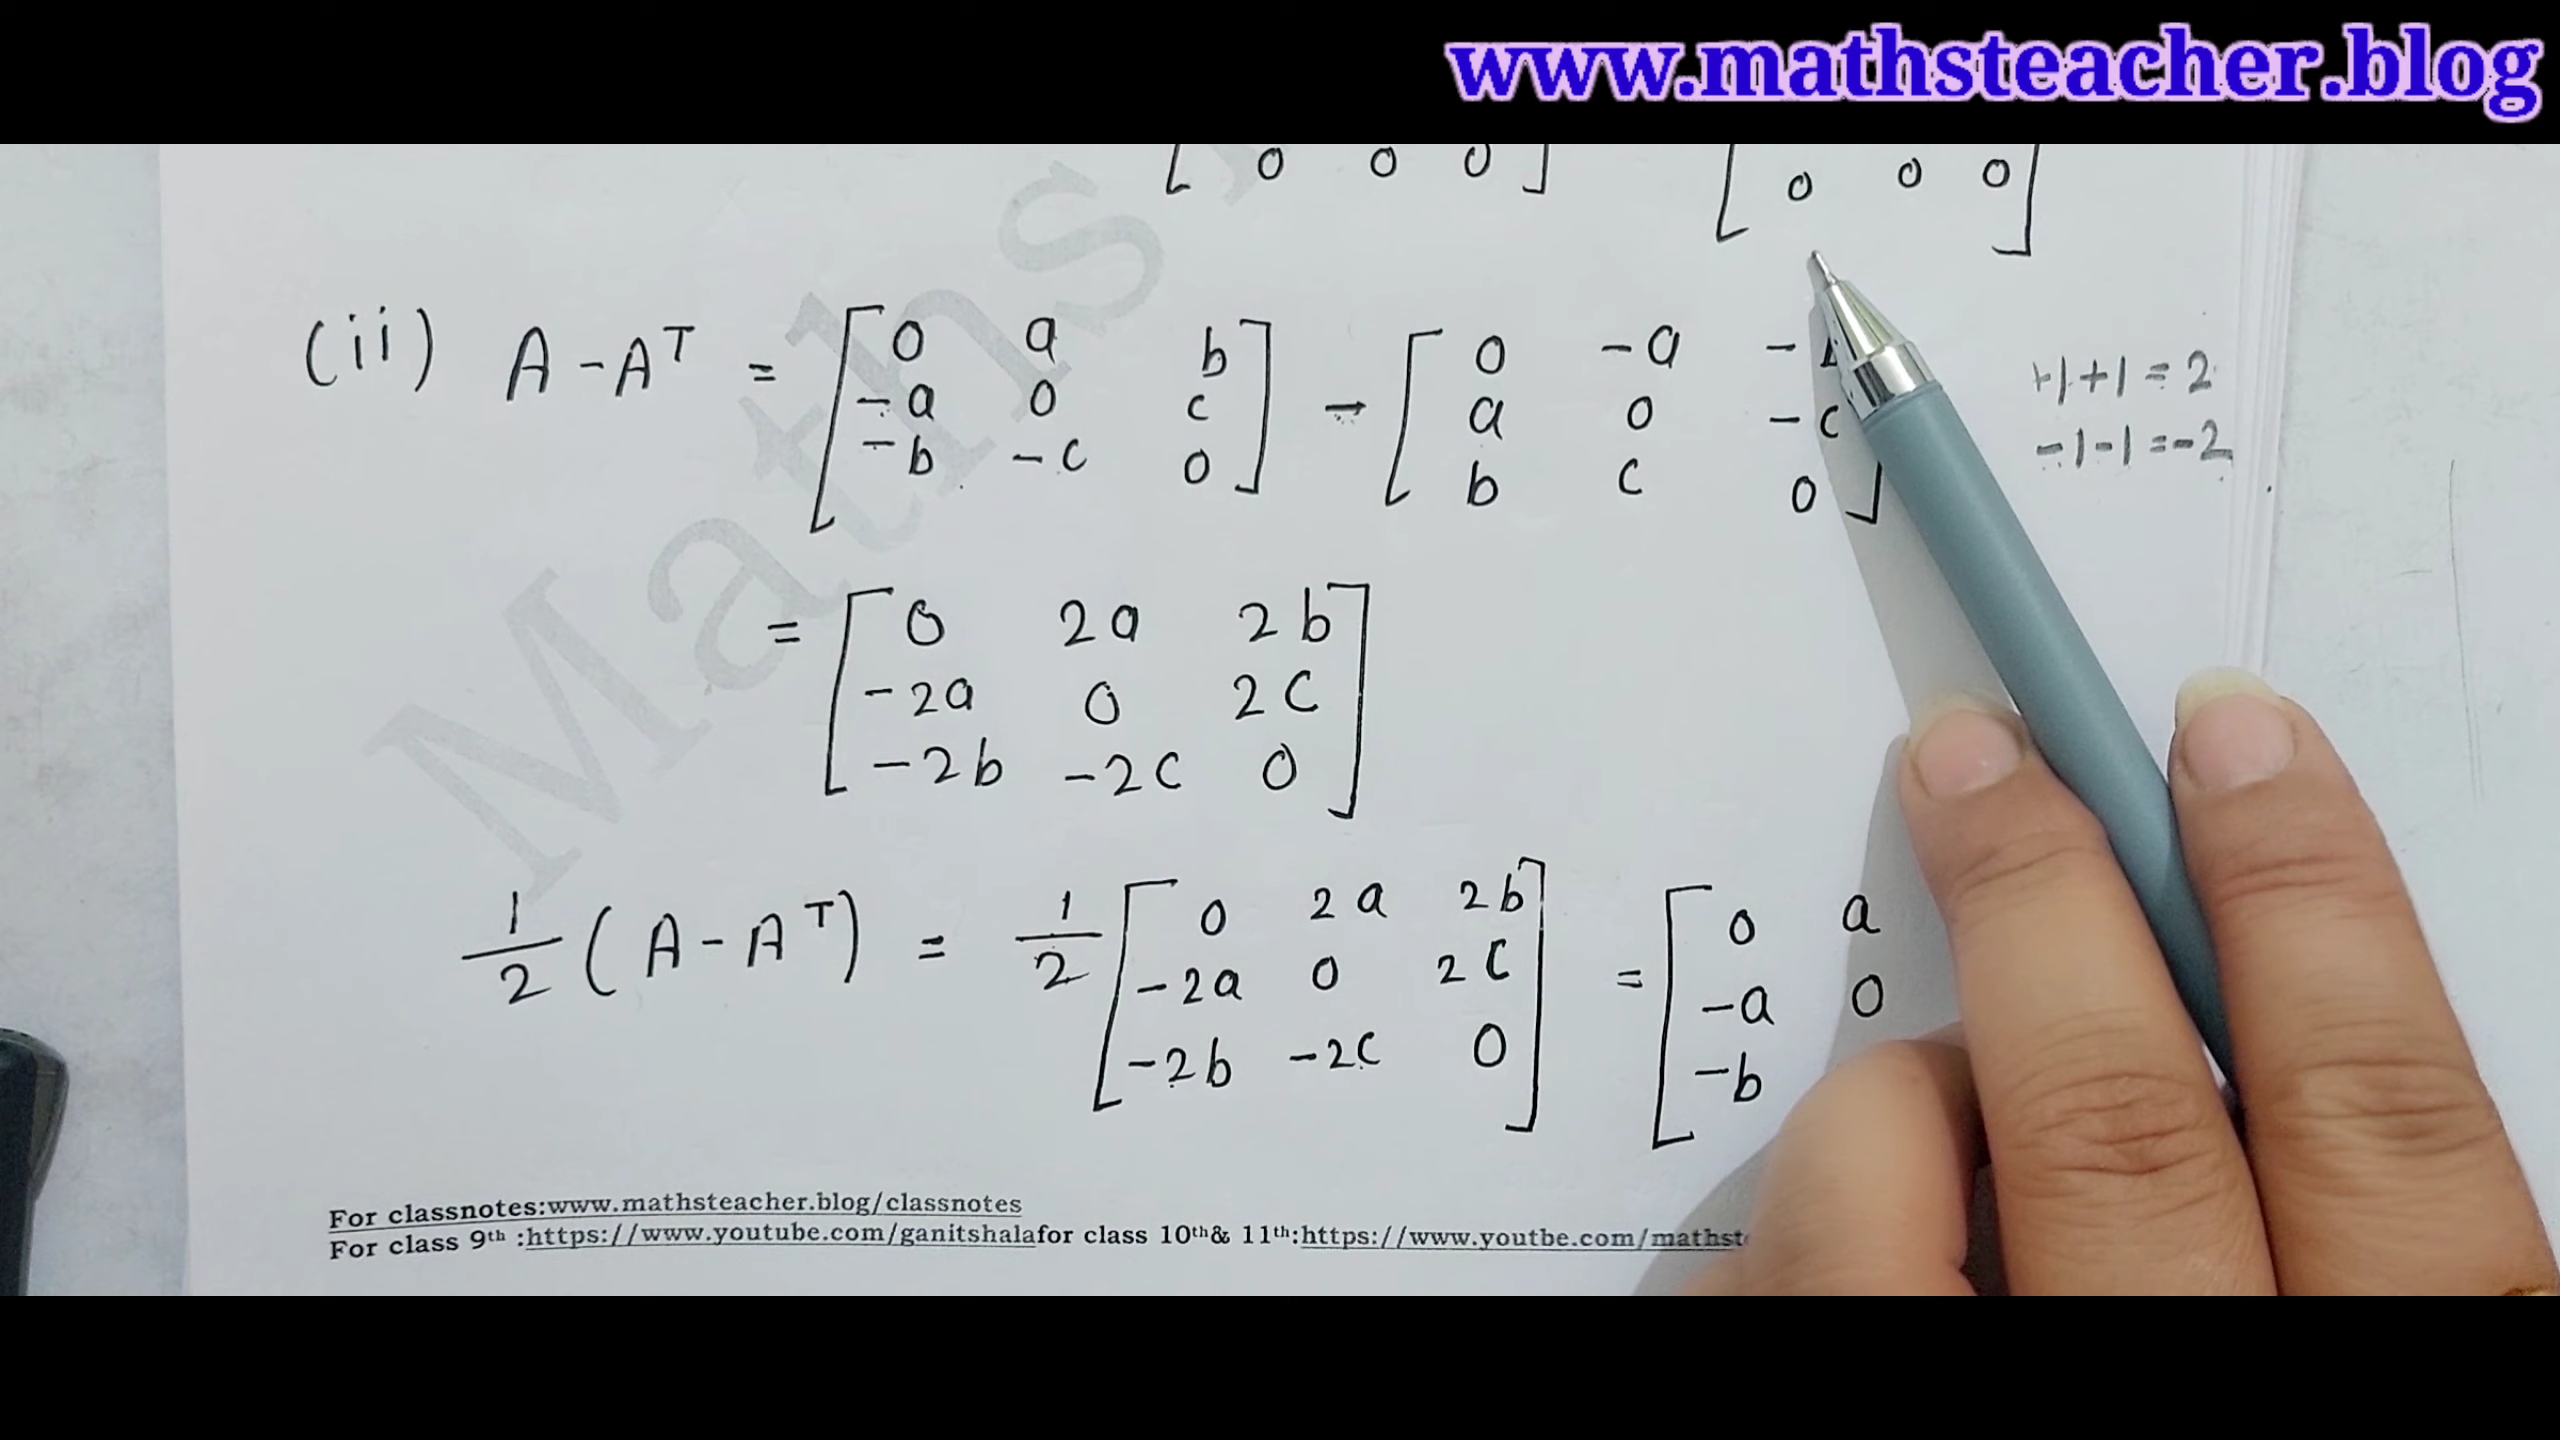 www.mathsteacher.blog
[ 0 0 0 ] [ 0 0 0 ]
(ii) A - Aᵀ = [ 0 a b ] - [ 0 -a - ] +1+1=2
[ -a 0 c ] [ a 0 -c ] -1-1=-2
[ -b -c 0 ] [ b c 0 ]
= [ 0 2a 2b ]
[ -2a 0 2c ]
[ -2b -2c 0 ]
1/2 (A - Aᵀ) = 1/2 [ 0 2a 2b ] = [ 0 a
[ -2a 0 2c ] [ -a 0
[ -2b -2c 0 ] [ -b
Maths
For classnotes:www.mathsteacher.blog/classnotes
For class 9th :https://www.youtube.com/ganitshalafor class 10th& 11th:https://www.youtbe.com/mathst